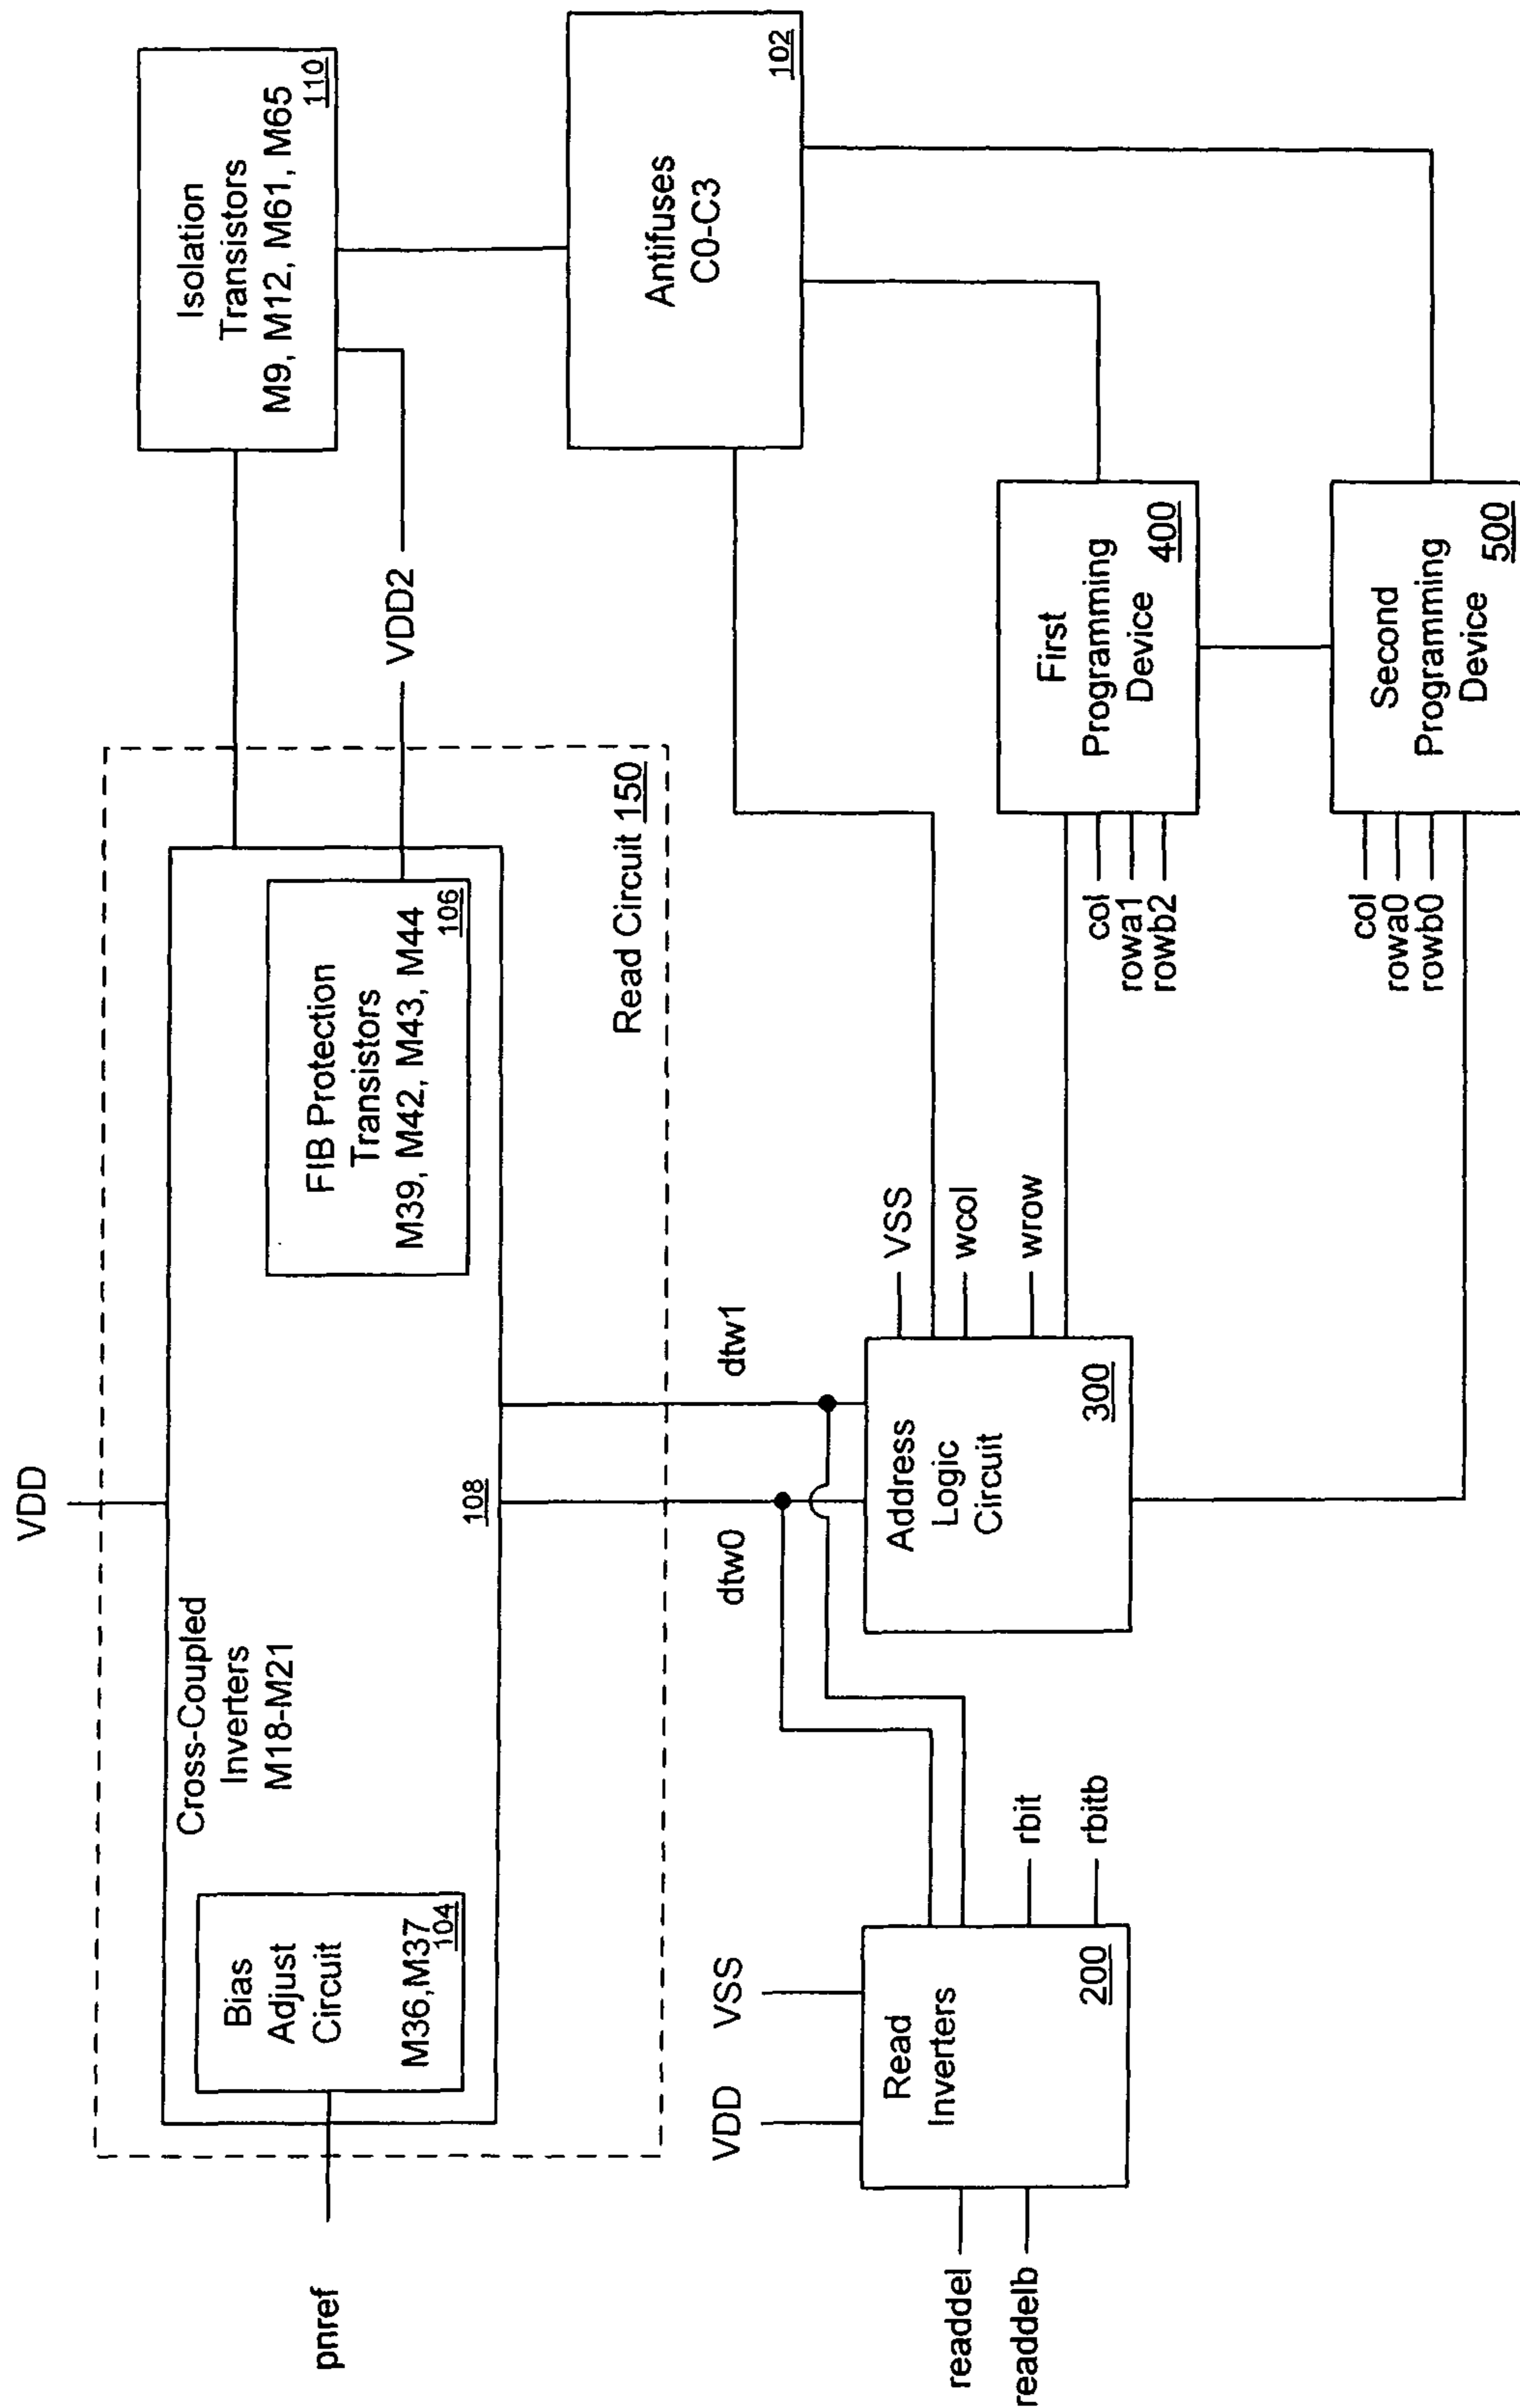 VDD
pnref
Bias
Adjust
Circuit
M36,M37
104
Cross-Coupled
Inverters
M18-M21
108
FIB Protection
Transistors
M39, M42, M43, M44
106
Read Circuit 150
VDD2
Isolation
Transistors
M9, M12, M61, M65
110
Antifuses
C0-C3
102
dtw0
dtw1
VDD
VSS
readdel
readdelb
Read
Inverters
200
rbit
rbitb
Address
Logic
Circuit
300
VSS
wcol
wrow
col
rowa1
rowb2
First
Programming
Device
400
col
rowa0
rowb0
Second
Programming
Device
500